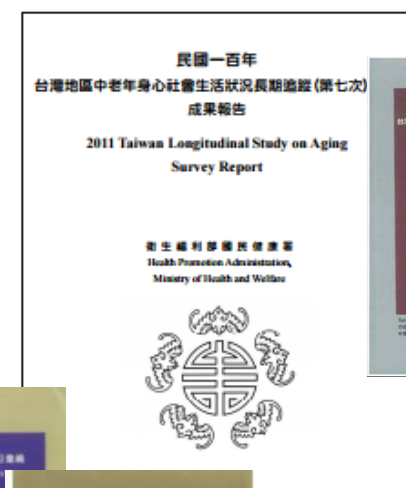 民國一百年
台灣地區中老年身心社會生活狀況長期追蹤(第七次)
成果報告
2011 Taiwan Longitudinal Study on Aging
Survey Report
衛生福利部國民健康署
Health Promotion Administration,
Ministry of Health and Welfare